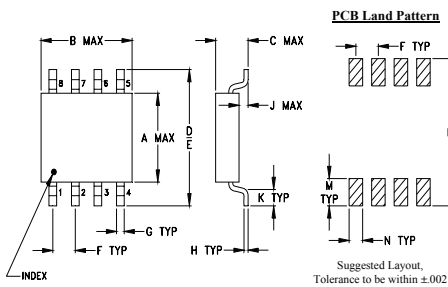 PCB Land Pattern
B MAX
C MAX
F TYP
8 7 6 5
J MAX
A MAX
D
E
1 2 3 4
K TYP
M
TYP
G TYP
F TYP
H TYP
N TYP
INDEX
Suggested Layout,
Tolerance to be within ±.002